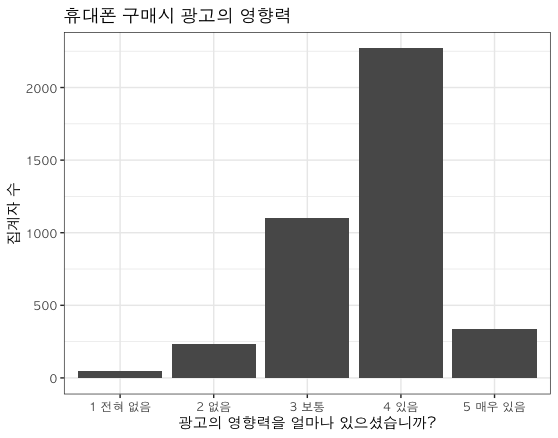 휴대폰 구매시 광고의 영향력
집계자 수
2000
1500
1000
500
0
1 전혀 없음
2 없음
3 보통
4 있음
5 매우 있음
광고의 영향력을 얼마나 있으셨습니까?